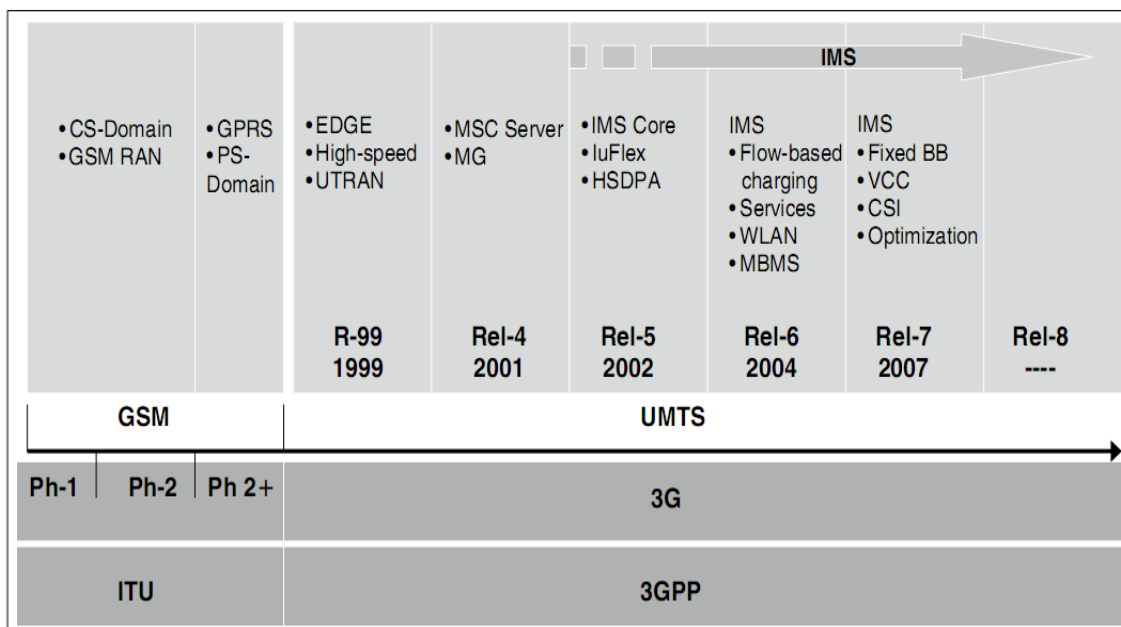 IMS
•CS-Domain
•GSM RAN
•GPRS
•PS-
Domain
•EDGE
•High-speed
•UTRAN
•MSC Server
•MG
•IMS Core
•IuFlex
•HSDPA
IMS
•Flow-based
charging
•Services
•WLAN
•MBMS
IMS
•Fixed BB
•VCC
•CSI
•Optimization
R-99
1999
Rel-4
2001
Rel-5
2002
Rel-6
2004
Rel-7
2007
Rel-8
----
GSM
UMTS
Ph-1
Ph-2
Ph 2+
3G
ITU
3GPP